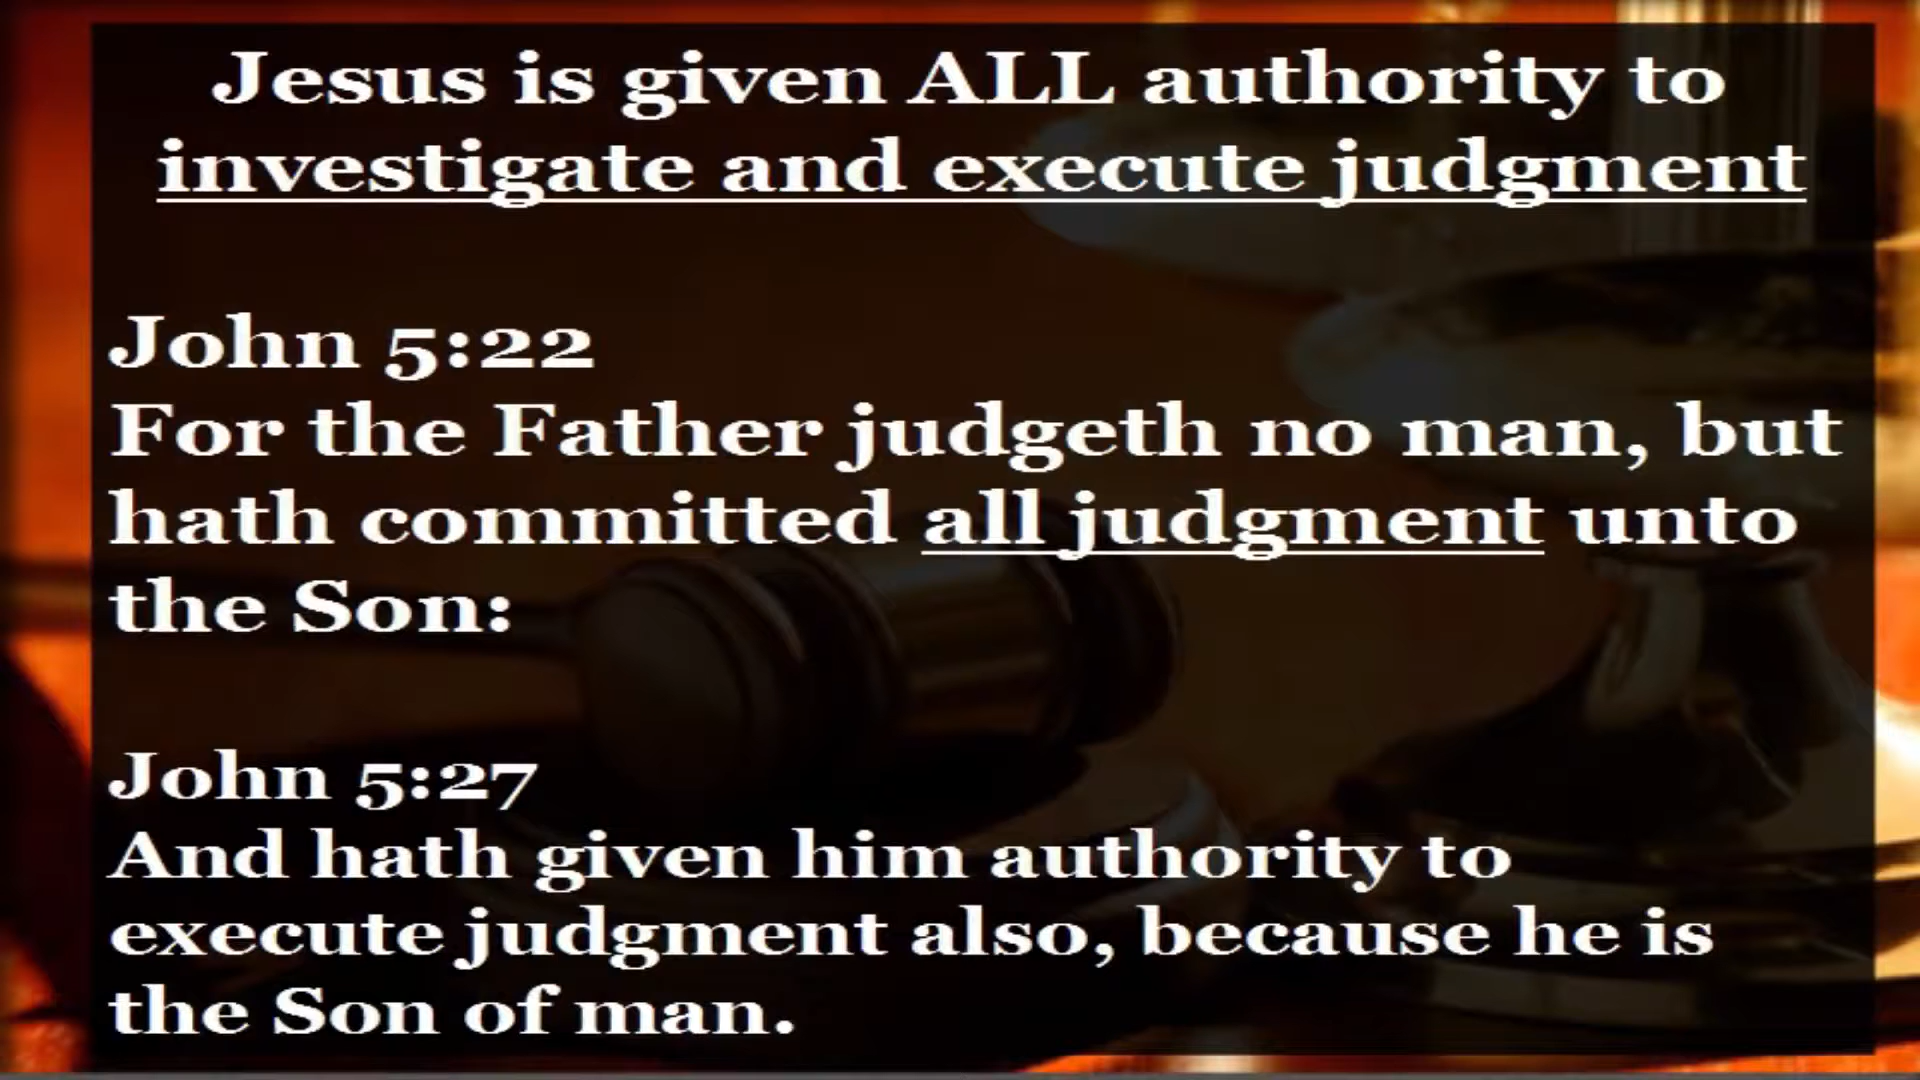 Jesus is given ALL authority to
investigate and execute judgment
John 5:22
For the Father judgeth no man, but
hath committed all judgment unto
the Son:
John 5:27
And hath given him authority to
execute judgment also, because he is
the Son of man.